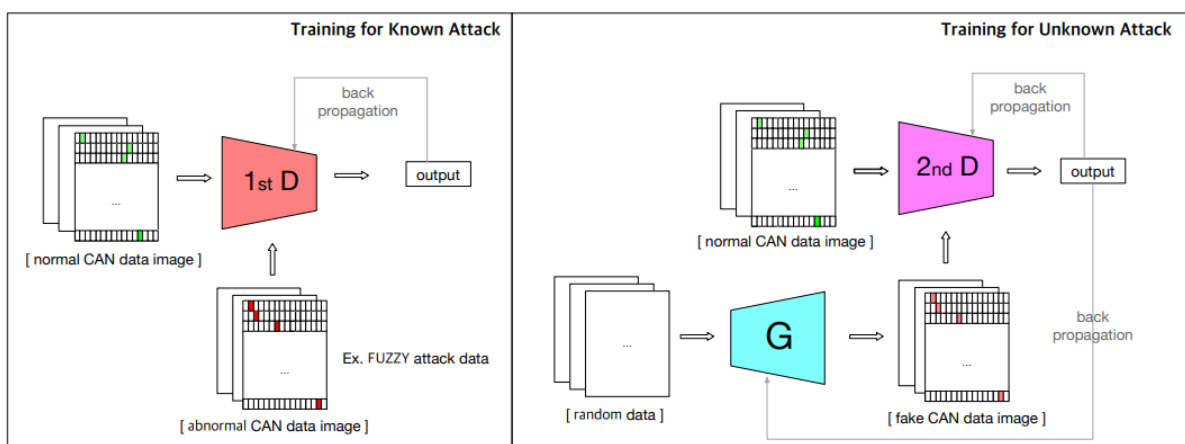 Training for Known Attack
back
propagation
1st D
output
...
[ normal CAN data image ]
...
Ex. FUZZY attack data
[ abnormal CAN data image ]
Training for Unknown Attack
back
propagation
2nd D
output
...
[ normal CAN data image ]
...
G
...
back
propagation
[ random data ]
[ fake CAN data image ]